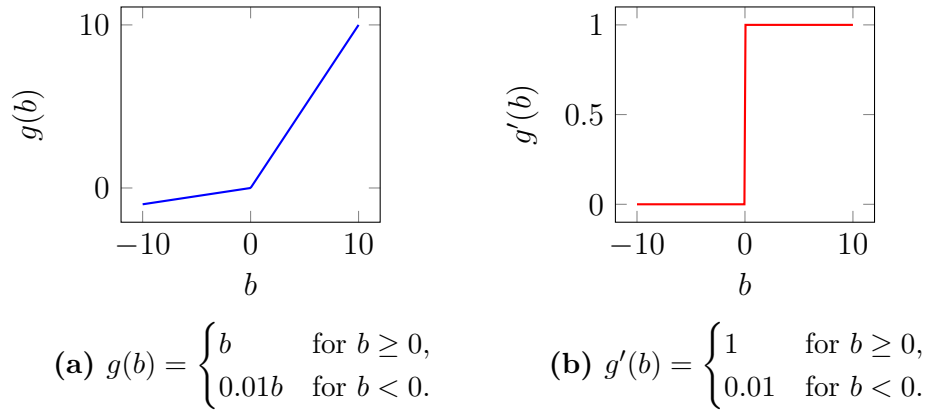 10
0
−10 0 10
b
g(b)
1
0.5
0
−10 0 10
b
g′(b)
(a) g(b) = { b for b ≥ 0,
0.01b for b < 0.
(b) g′(b) = { 1 for b ≥ 0,
0.01 for b < 0.